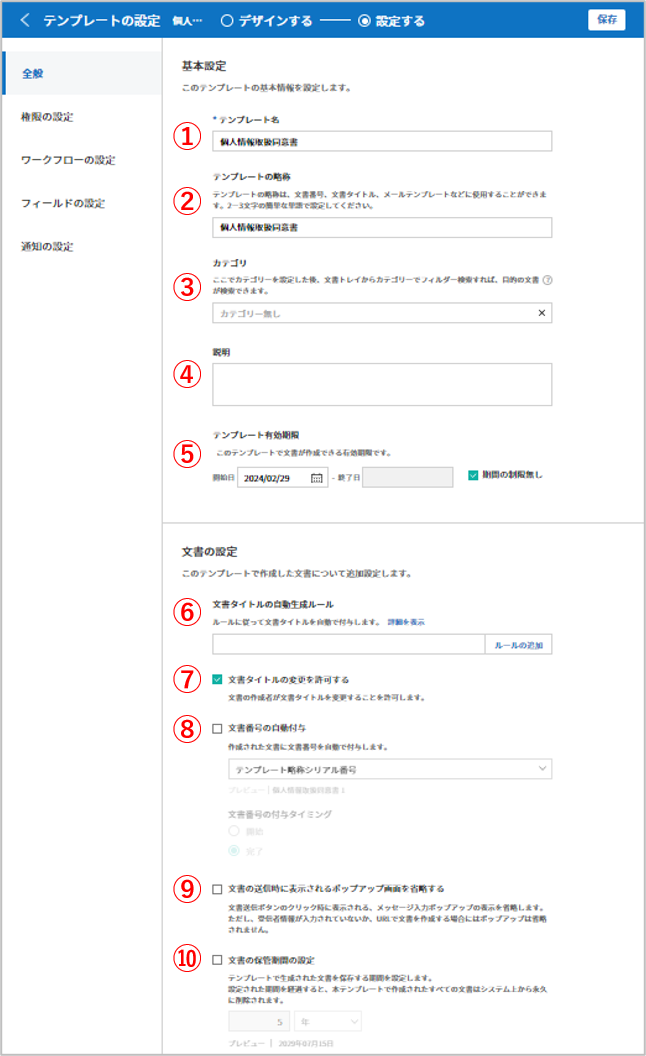 テンプレートの設定 個人… デザインする 設定する 保存
全般
権限の設定
ワークフローの設定
フィールドの設定
通知の設定
基本設定
このテンプレートの基本情報を設定します。
① * テンプレート名
個人情報取扱同意書
② テンプレートの略称
テンプレートの略称は、文書番号、文書タイトル、メールテンプレートなどに使用することができま
す。2−3文字の簡単な単語で設定してください。
個人情報取扱同意書
③ カテゴリ
ここでカテゴリーを設定した後、文書トレイからカテゴリーでフィルター検索すれば、目的の文書 ?
が検索できます。
カテゴリー無し ×
④ 説明
⑤ テンプレート有効期限
このテンプレートで文書が作成できる有効期限です。
開始日 2024/02/29 - 終了日 期間の制限無し
文書の設定
このテンプレートで作成した文書について追加設定します。
⑥ 文書タイトルの自動生成ルール
ルールに従って文書タイトルを自動で付与します。 詳細を表示
ルールの追加
⑦ 文書タイトルの変更を許可する
文書の作成者が文書タイトルを変更することを許可します。
⑧ 文書番号の自動付与
作成された文書に文書番号を自動で付与します。
テンプレート略称シリアル番号
プレビュー | 個人情報取扱同意書 1
文書番号の付与タイミング
開始
完了
⑨ 文書の送信時に表示されるポップアップ画面を省略する
文書送信ボタンのクリック時に表示される、メッセージ入力ポップアップの表示を省略します。
ただし、受信者情報が入力されていないか、URLで文書を作成する場合にはポップアップは省略
されません。
⑩ 文書の保管期間の設定
テンプレートで生成された文書を保存する期間を設定します。
設定された期間を経過すると、本テンプレートで作成されたすべての文書はシステム上から永久
に削除されます。
5 年
プレビュー | 2029年07月15日